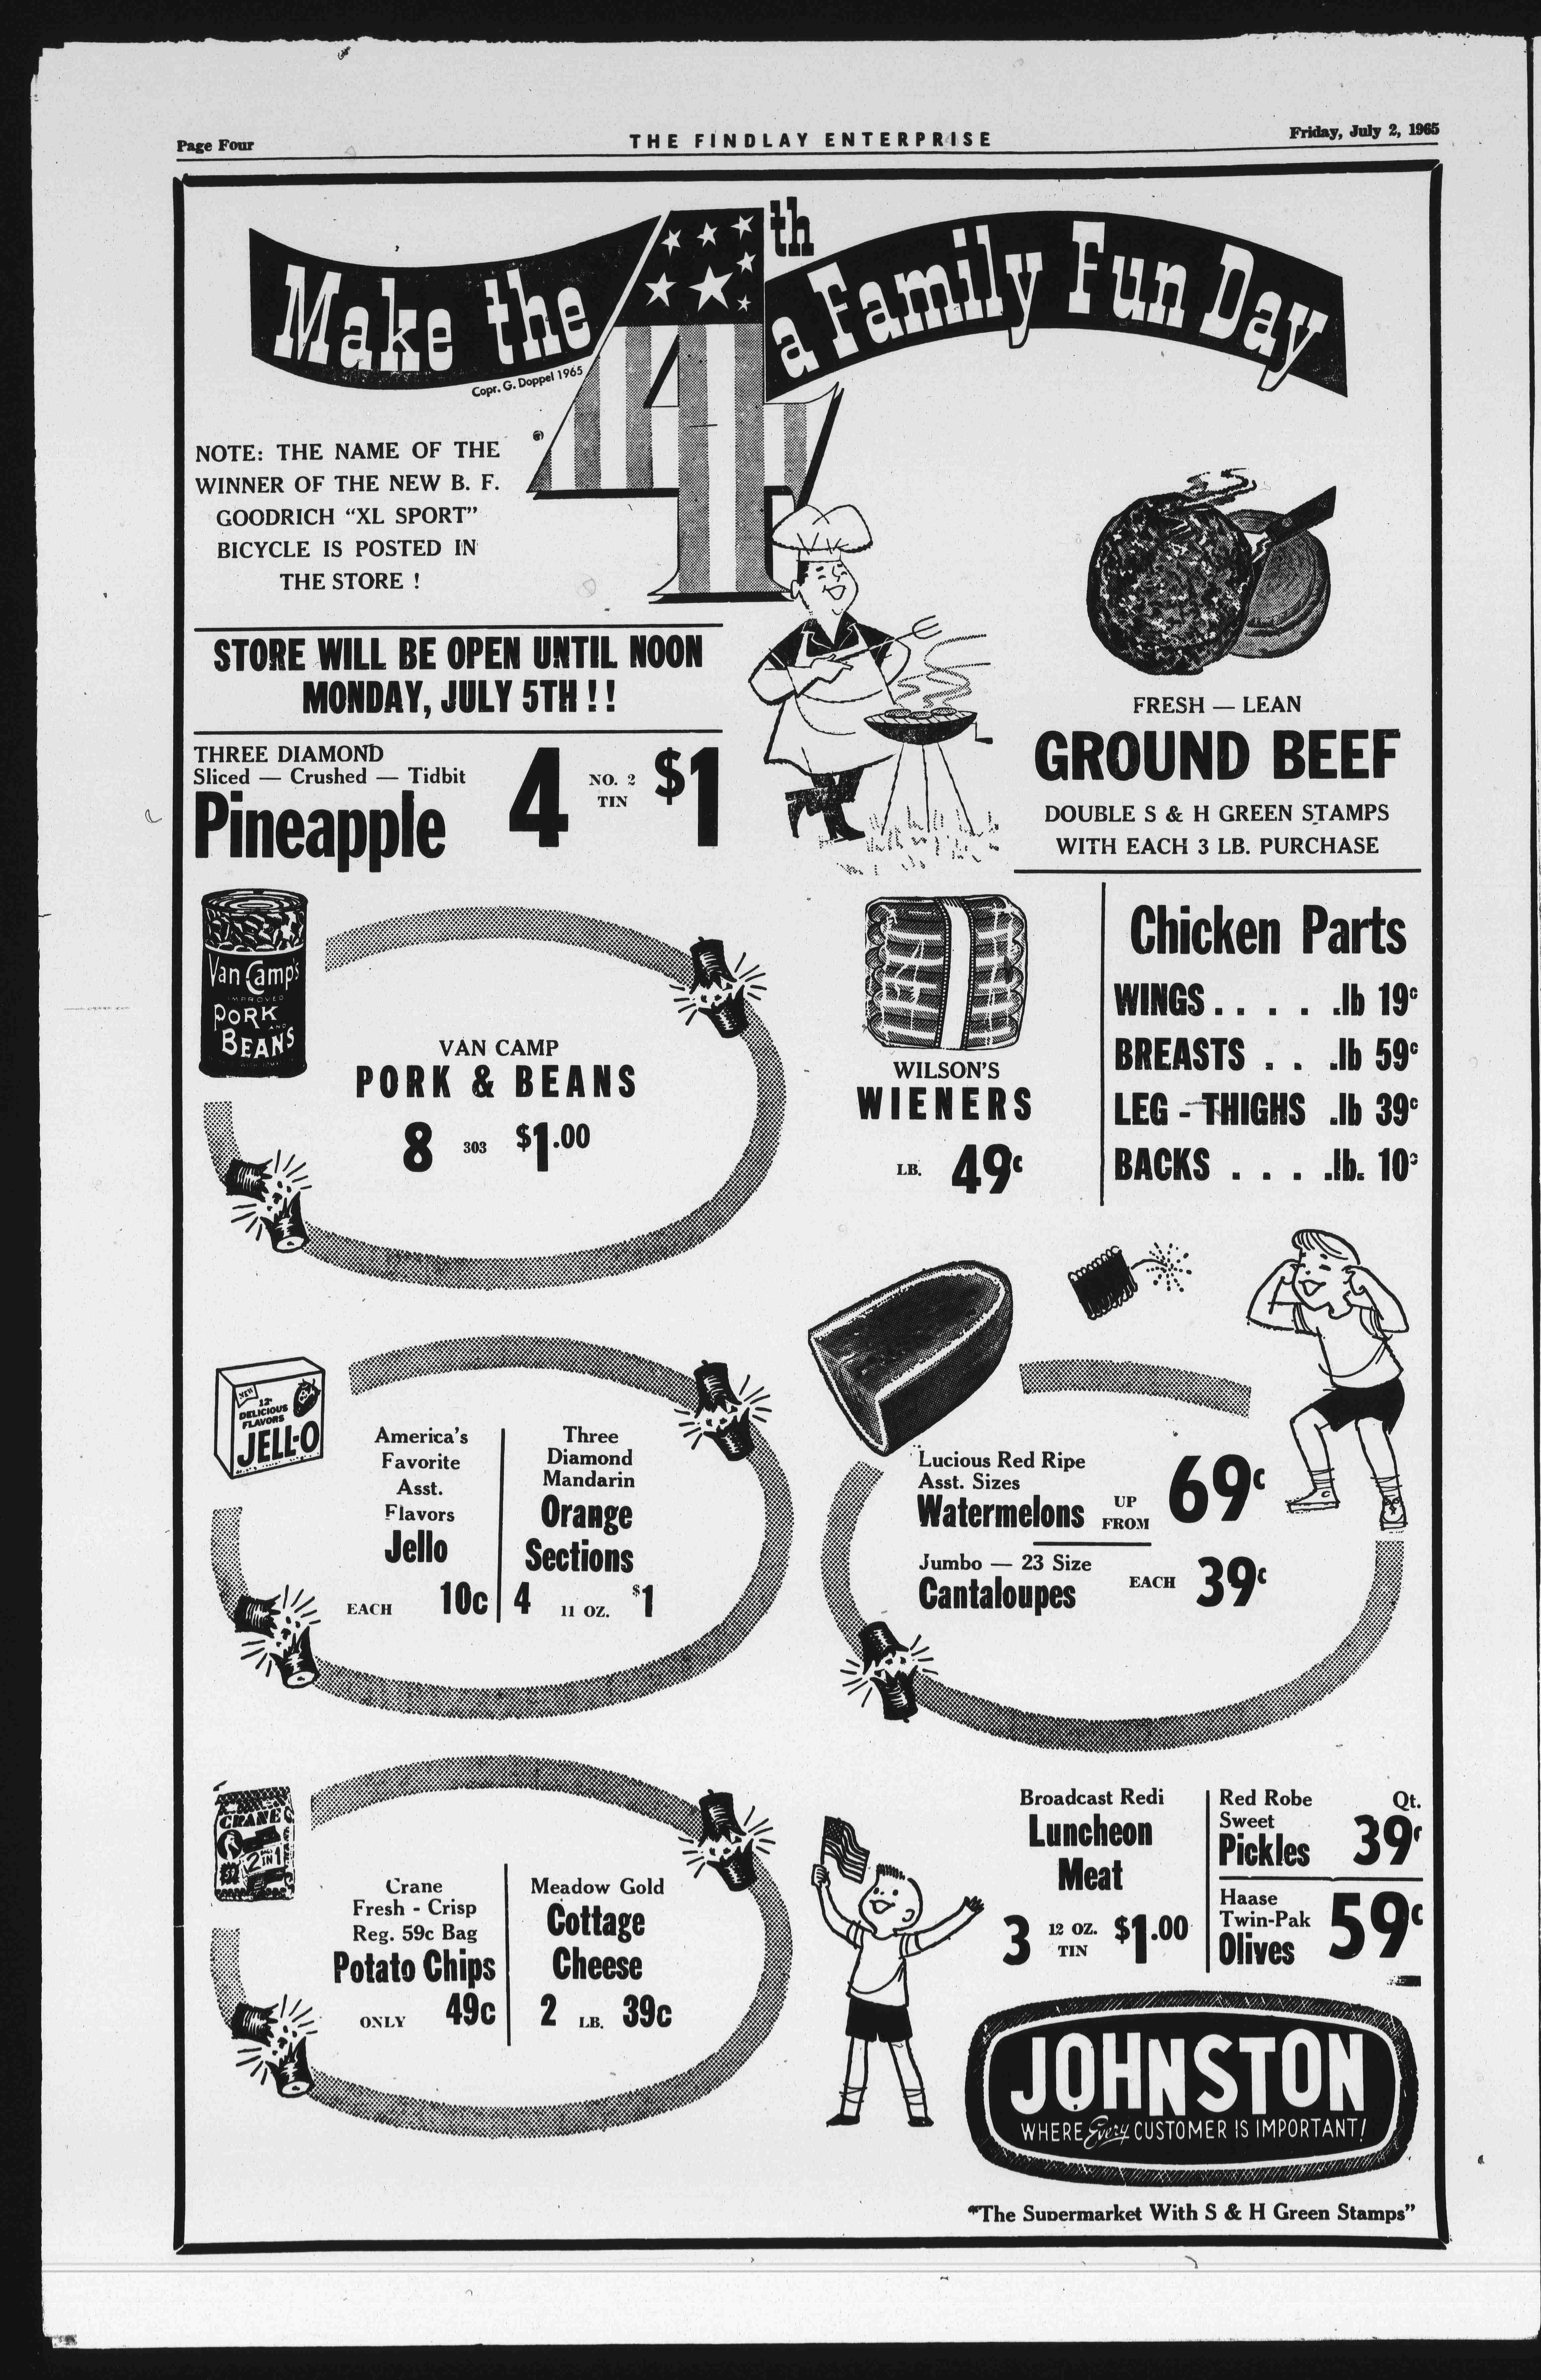 Page Four
THE FINDLAY ENTERPRISE
Friday, July 2, 1965
Make the 4th a Family Fun Day
Copr. G. Doppel 1965
NOTE: THE NAME OF THE
WINNER OF THE NEW B. F.
GOODRICH “XL SPORT”
BICYCLE IS POSTED IN
THE STORE !
STORE WILL BE OPEN UNTIL NOON
MONDAY, JULY 5TH ! !
THREE DIAMOND
Sliced — Crushed — Tidbit
Pineapple
4 NO. 2 TIN $1
FRESH — LEAN
GROUND BEEF
DOUBLE S & H GREEN STAMPS
WITH EACH 3 LB. PURCHASE
Van Camp's
IMPROVED
PORK
AND
BEANS
VAN CAMP
PORK & BEANS
8 303 $1.00
WILSON'S
WIENERS
LB. 49c
Chicken Parts
WINGS . . . . .lb 19c
BREASTS . . .lb 59c
LEG - THIGHS .lb 39c
BACKS . . . .lb. 10c
NEW
12
DELICIOUS
FLAVORS
JELL-O
America's
Favorite
Asst.
Flavors
Jello
EACH 10c
Three
Diamond
Mandarin
Orange
Sections
4 11 OZ. $1
Lucious Red Ripe
Asst. Sizes
Watermelons
UP FROM 69c
Jumbo — 23 Size
Cantaloupes
EACH 39c
CRANE
2 IN 1
Crane
Fresh - Crisp
Reg. 59c Bag
Potato Chips
ONLY 49c
Meadow Gold
Cottage
Cheese
2 LB. 39c
Broadcast Redi
Luncheon
Meat
3 12 OZ. TIN $1.00
Red Robe
Sweet
Pickles
Qt. 39c
Haase
Twin-Pak
Olives
59c
JOHNSTON
WHERE Every CUSTOMER IS IMPORTANT!
“The Supermarket With S & H Green Stamps”